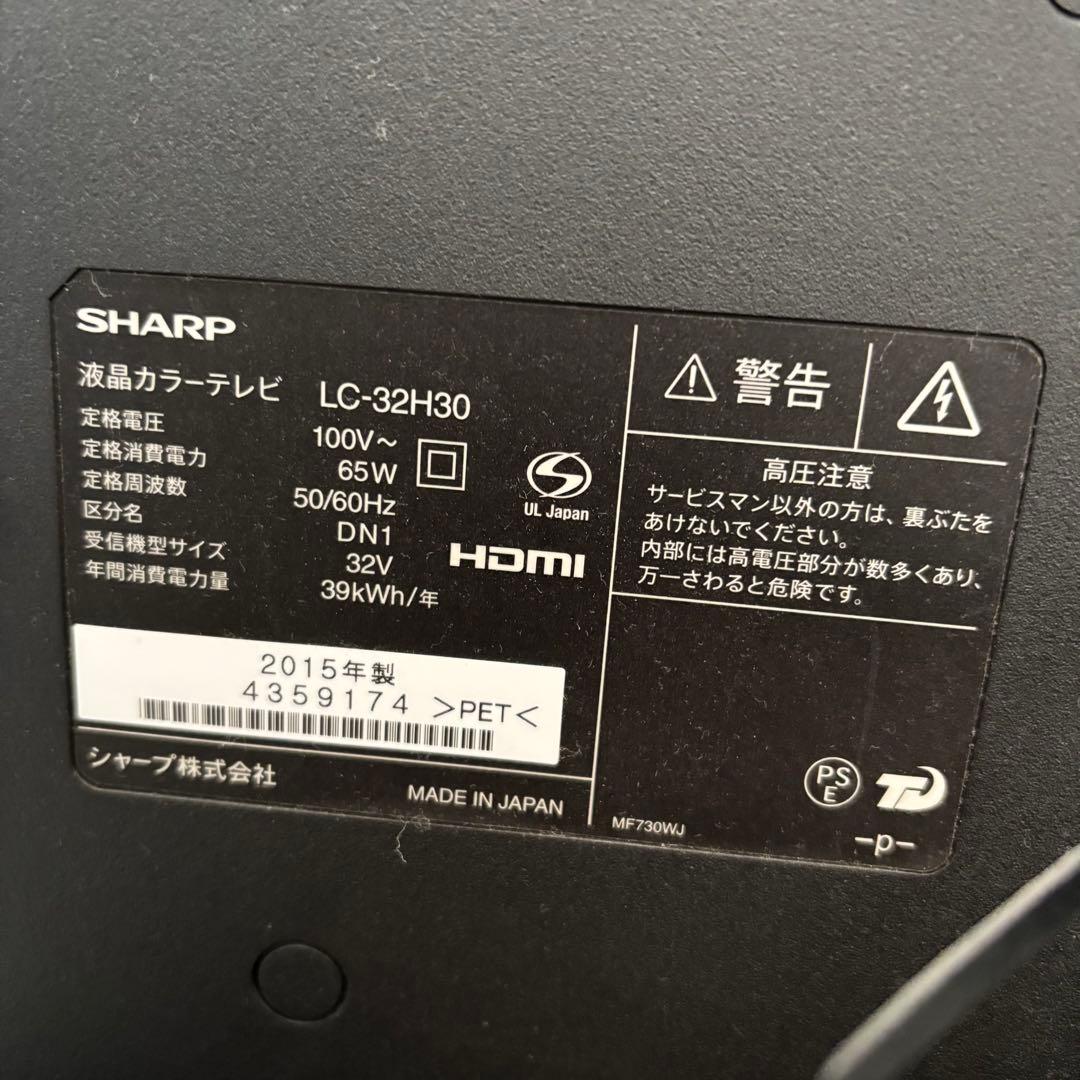 SHARP
液晶カラーテレビ LC-32H30
定格電圧 100V～
定格消費電力 65W
定格周波数 50/60Hz
区分名 DN1
受信機型サイズ 32V
年間消費電力量 39kWh/年
UL Japan
HDMI
2015年製
4359174 >PET<
シャープ株式会社
MADE IN JAPAN
警告
高圧注意
サービスマン以外の方は、裏ぶたを
あけないでください。
内部には高電圧部分が数多くあり、
万一さわると危険です。
MF730WJ
PS
E
-p-